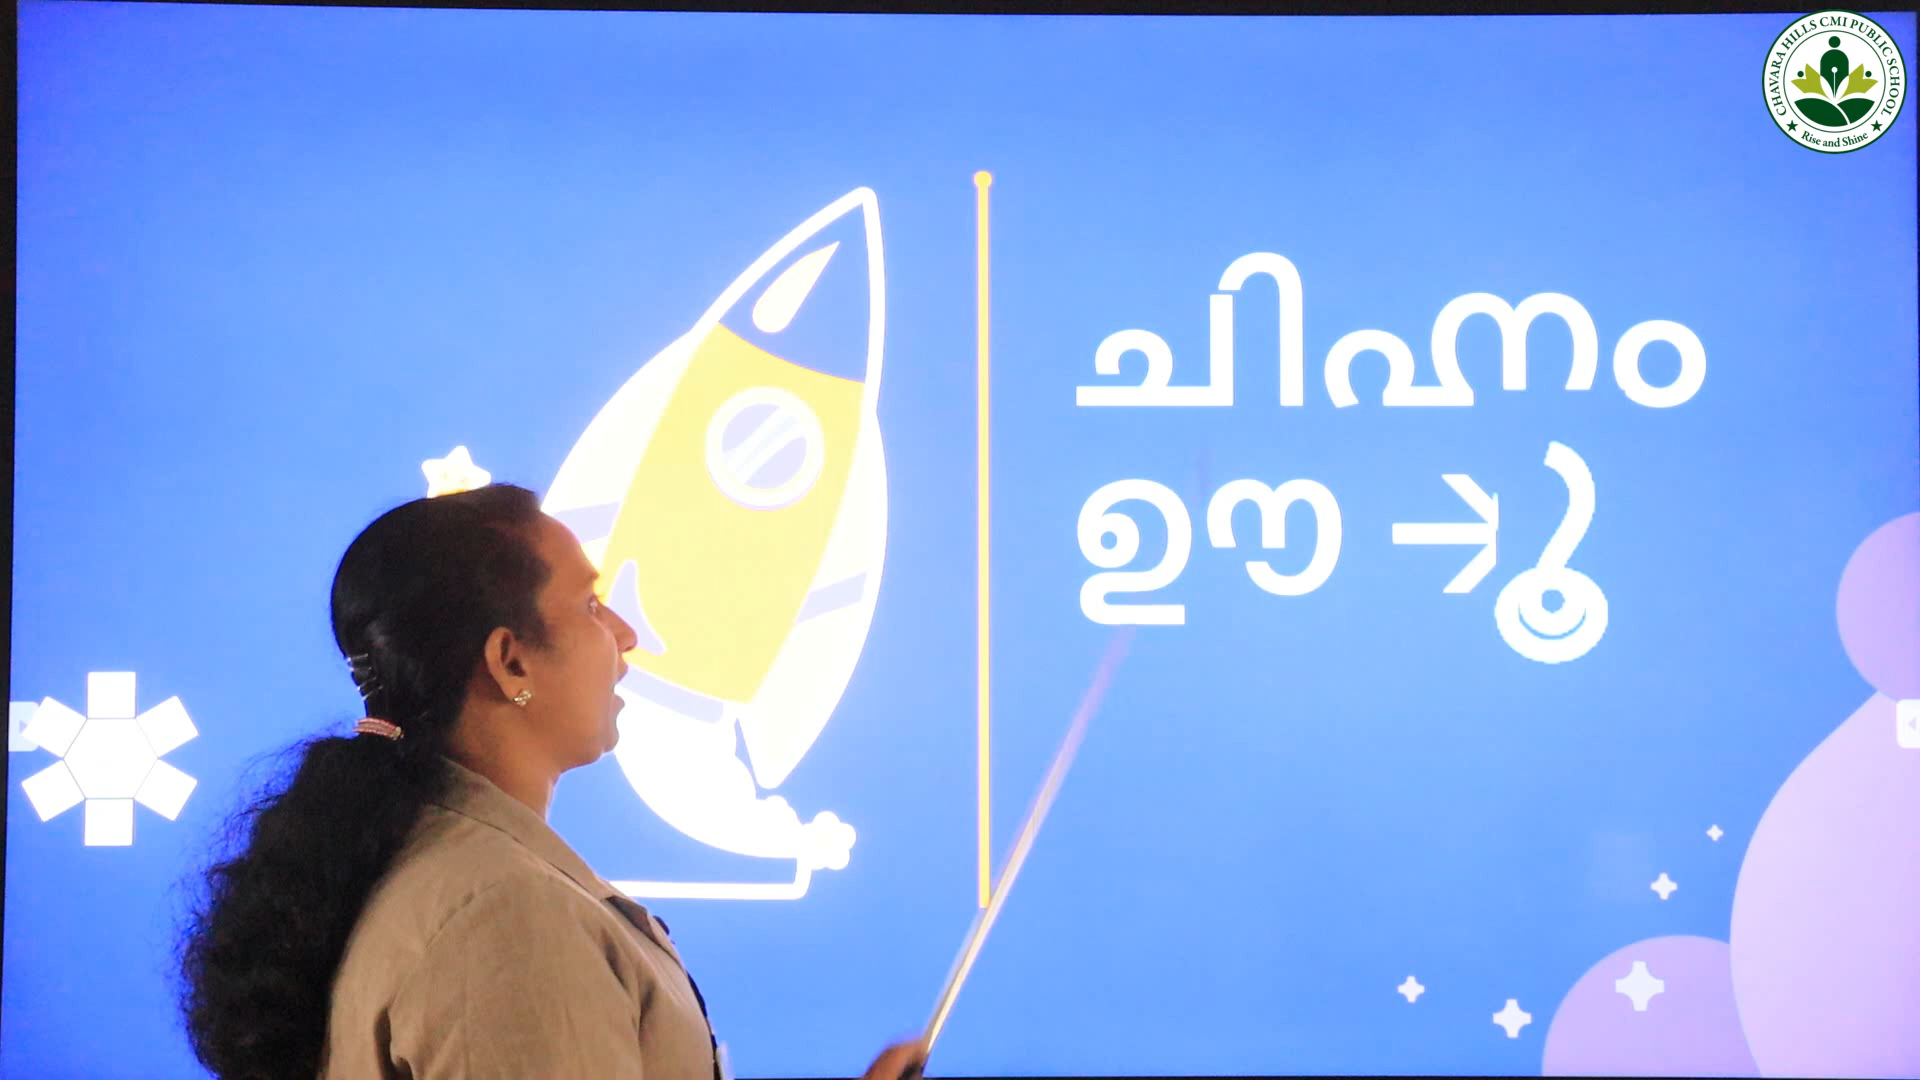 CHAVARA HILLS CMI PUBLIC SCHOOL
Rise and Shine
ചിഹ്നം
ഊ → ൂ